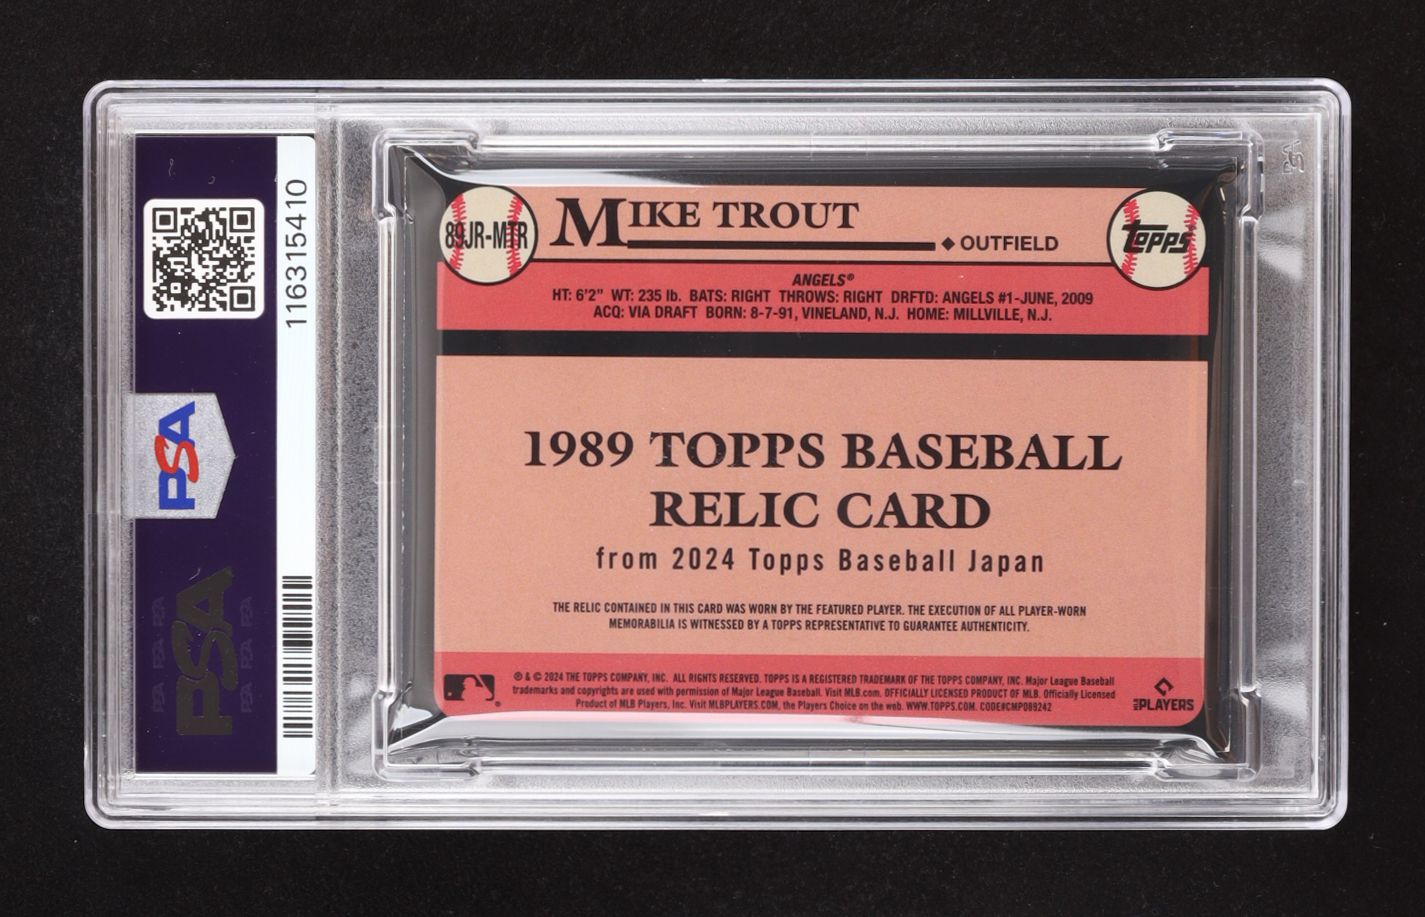 116315410
PSA
PSA
89JR-MTR
MIKE TROUT
◆ OUTFIELD
Topps
ANGELS®
HT: 6'2" WT: 235 lb. BATS: RIGHT THROWS: RIGHT DRFTD: ANGELS #1-JUNE, 2009
ACQ: VIA DRAFT BORN: 8-7-91, VINELAND, N.J. HOME: MILLVILLE, N.J.
1989 TOPPS BASEBALL
RELIC CARD
from 2024 Topps Baseball Japan
THE RELIC CONTAINED IN THIS CARD WAS WORN BY THE FEATURED PLAYER. THE EXECUTION OF ALL PLAYER-WORN
MEMORABILIA IS WITNESSED BY A TOPPS REPRESENTATIVE TO GUARANTEE AUTHENTICITY.
® & © 2024 THE TOPPS COMPANY, INC. ALL RIGHTS RESERVED. TOPPS IS A REGISTERED TRADEMARK OF THE TOPPS COMPANY, INC. Major League Baseball
trademarks and copyrights are used with permission of Major League Baseball. Visit MLB.com. OFFICIALLY LICENSED PRODUCT OF MLB. Officially Licensed
Product of MLB Players, Inc. Visit MLBPLAYERS.COM, the Players Choice on the web. WWW.TOPPS.COM. CODE#CMP089242
MLB PLAYERS
PSA